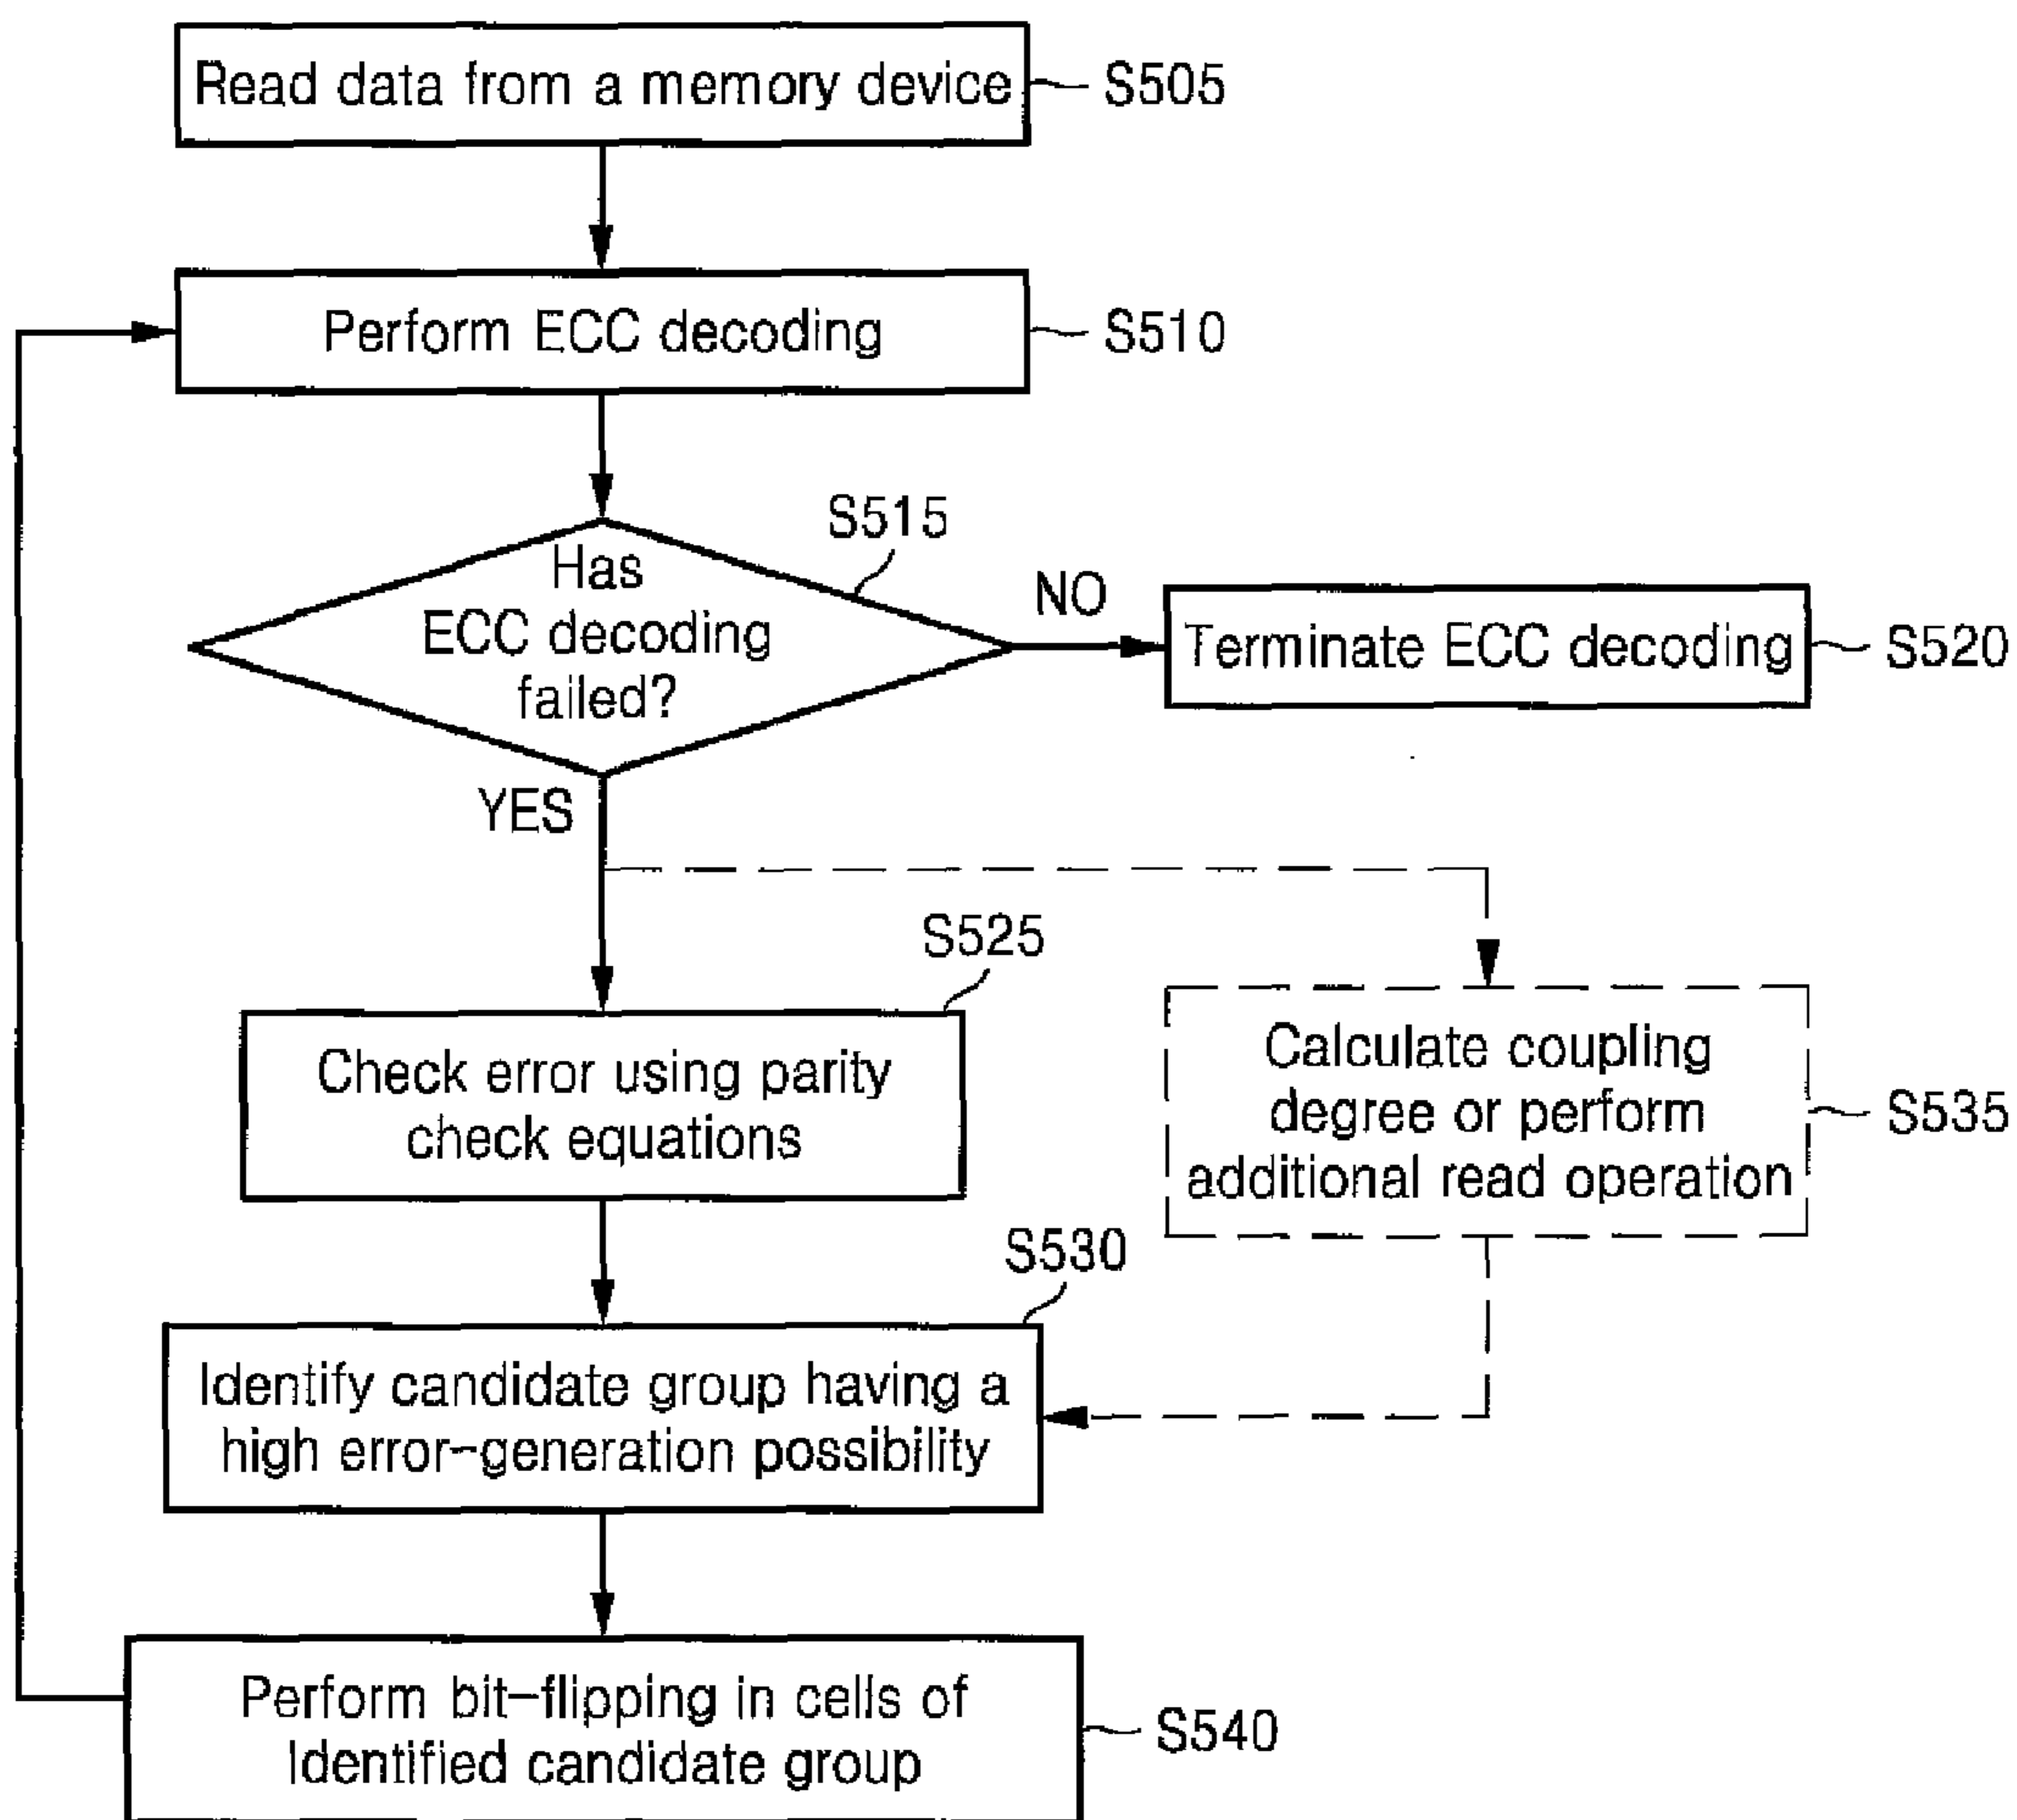 Read data from a memory device
S505
Perform ECC decoding
S510
S515
Has
ECC decoding
failed?
NO
Terminate ECC decoding
S520
YES
S525
Check error using parity
check equations
Calculate coupling
degree or perform
additional read operation
S535
S530
Identify candidate group having a
high error-generation possibility
Perform bit-flipping in cells of
Identified candidate group
S540